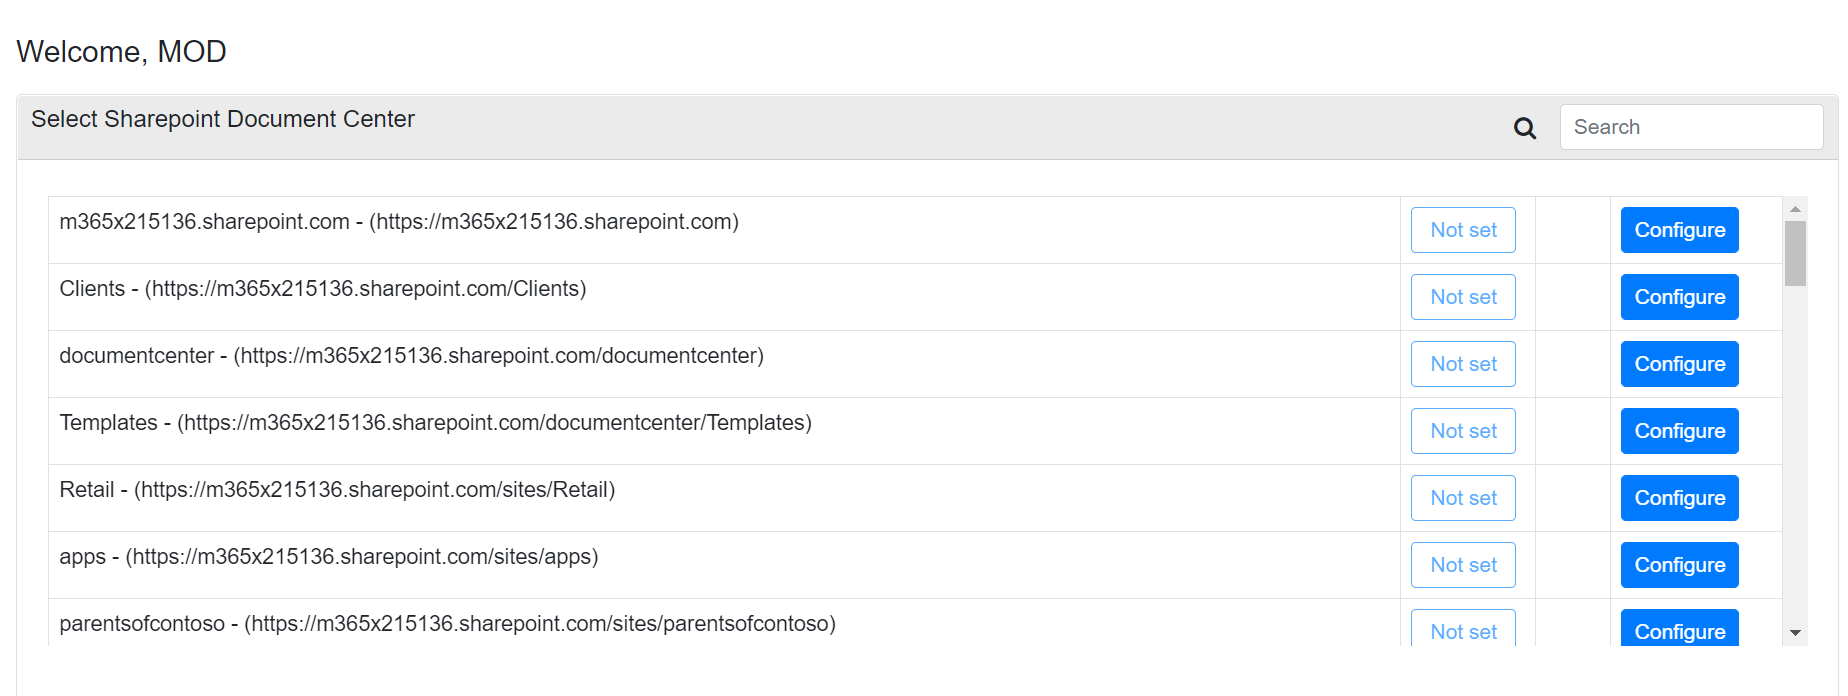 Welcome, MOD
Select Sharepoint Document Center
Search
m365x215136.sharepoint.com - (https://m365x215136.sharepoint.com) Not set Configure
Clients - (https://m365x215136.sharepoint.com/Clients) Not set Configure
documentcenter - (https://m365x215136.sharepoint.com/documentcenter) Not set Configure
Templates - (https://m365x215136.sharepoint.com/documentcenter/Templates) Not set Configure
Retail - (https://m365x215136.sharepoint.com/sites/Retail) Not set Configure
apps - (https://m365x215136.sharepoint.com/sites/apps) Not set Configure
parentsofcontoso - (https://m365x215136.sharepoint.com/sites/parentsofcontoso) Not set Configure